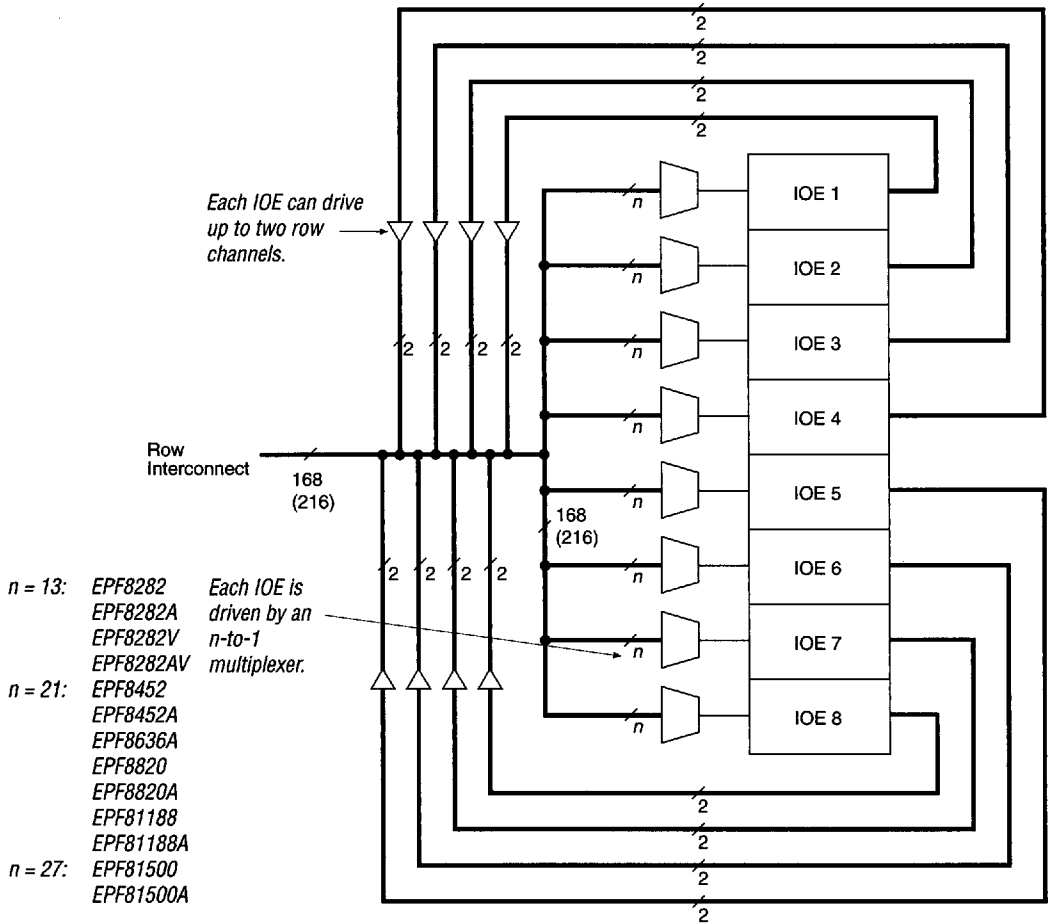 2
2
2
2
Each IOE can drive
up to two row
channels.
n
IOE 1
n
IOE 2
2
2
2
2
n
IOE 3
n
IOE 4
Row
Interconnect
168
(216)
n
IOE 5
168
(216)
2
2
2
2
n
IOE 6
Each IOE is
driven by an
n-to-1
multiplexer.
n
IOE 7
n
IOE 8
n = 13: EPF8282
EPF8282A
EPF8282V
EPF8282AV
n = 21: EPF8452
EPF8452A
EPF8636A
EPF8820
EPF8820A
EPF81188
EPF81188A
n = 27: EPF81500
EPF81500A
2
2
2
2